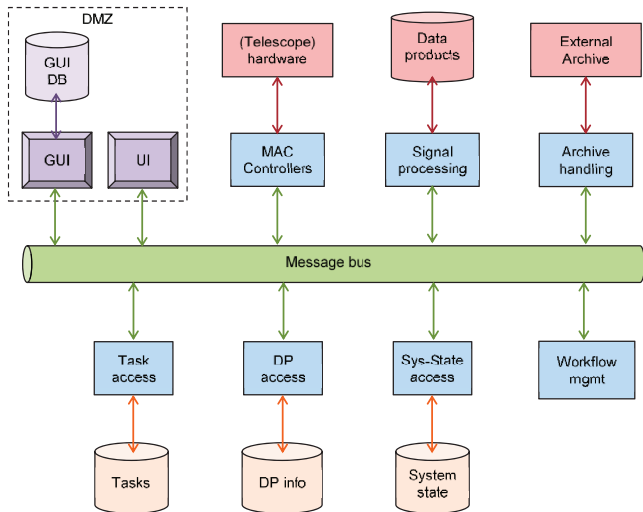 DMZ
GUI
DB
GUI
UI
(Telescope)
hardware
Data
products
External
Archive
MAC
Controllers
Signal
processing
Archive
handling
Message bus
Task
access
DP
access
Sys-State
access
Workflow
mgmt
Tasks
DP info
System
state